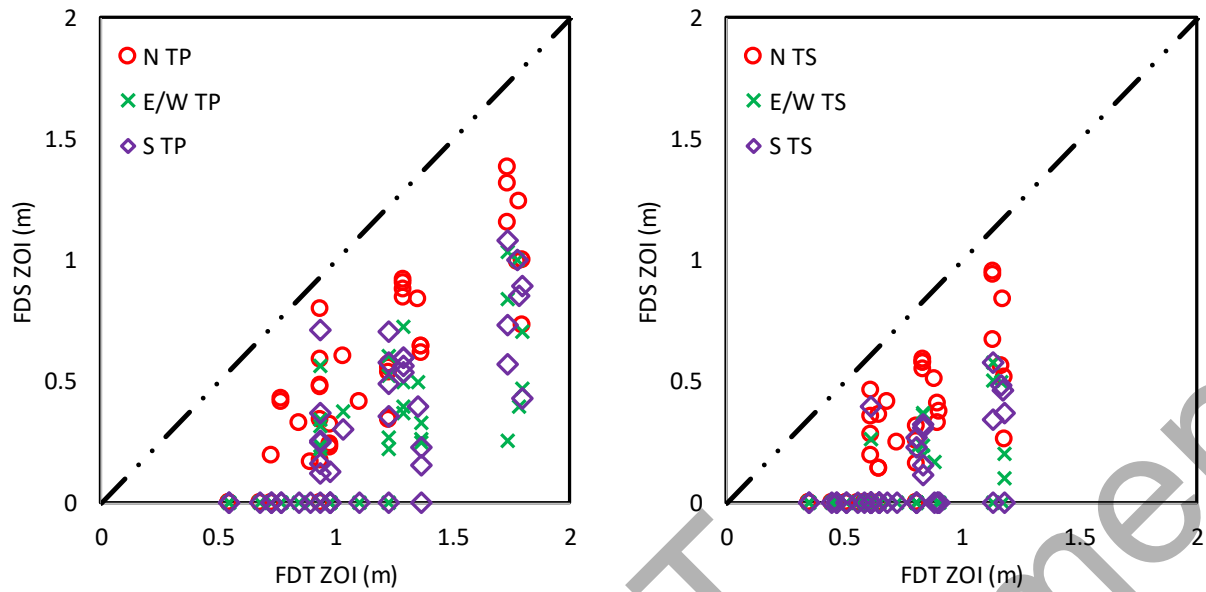 2
1.5
1
0.5
0
0 0.5 1 1.5 2
FDS ZOI (m)
FDT ZOI (m)
N TP
E/W TP
S TP
2
1.5
1
0.5
0
0 0.5 1 1.5 2
FDS ZOI (m)
FDT ZOI (m)
N TS
E/W TS
S TS